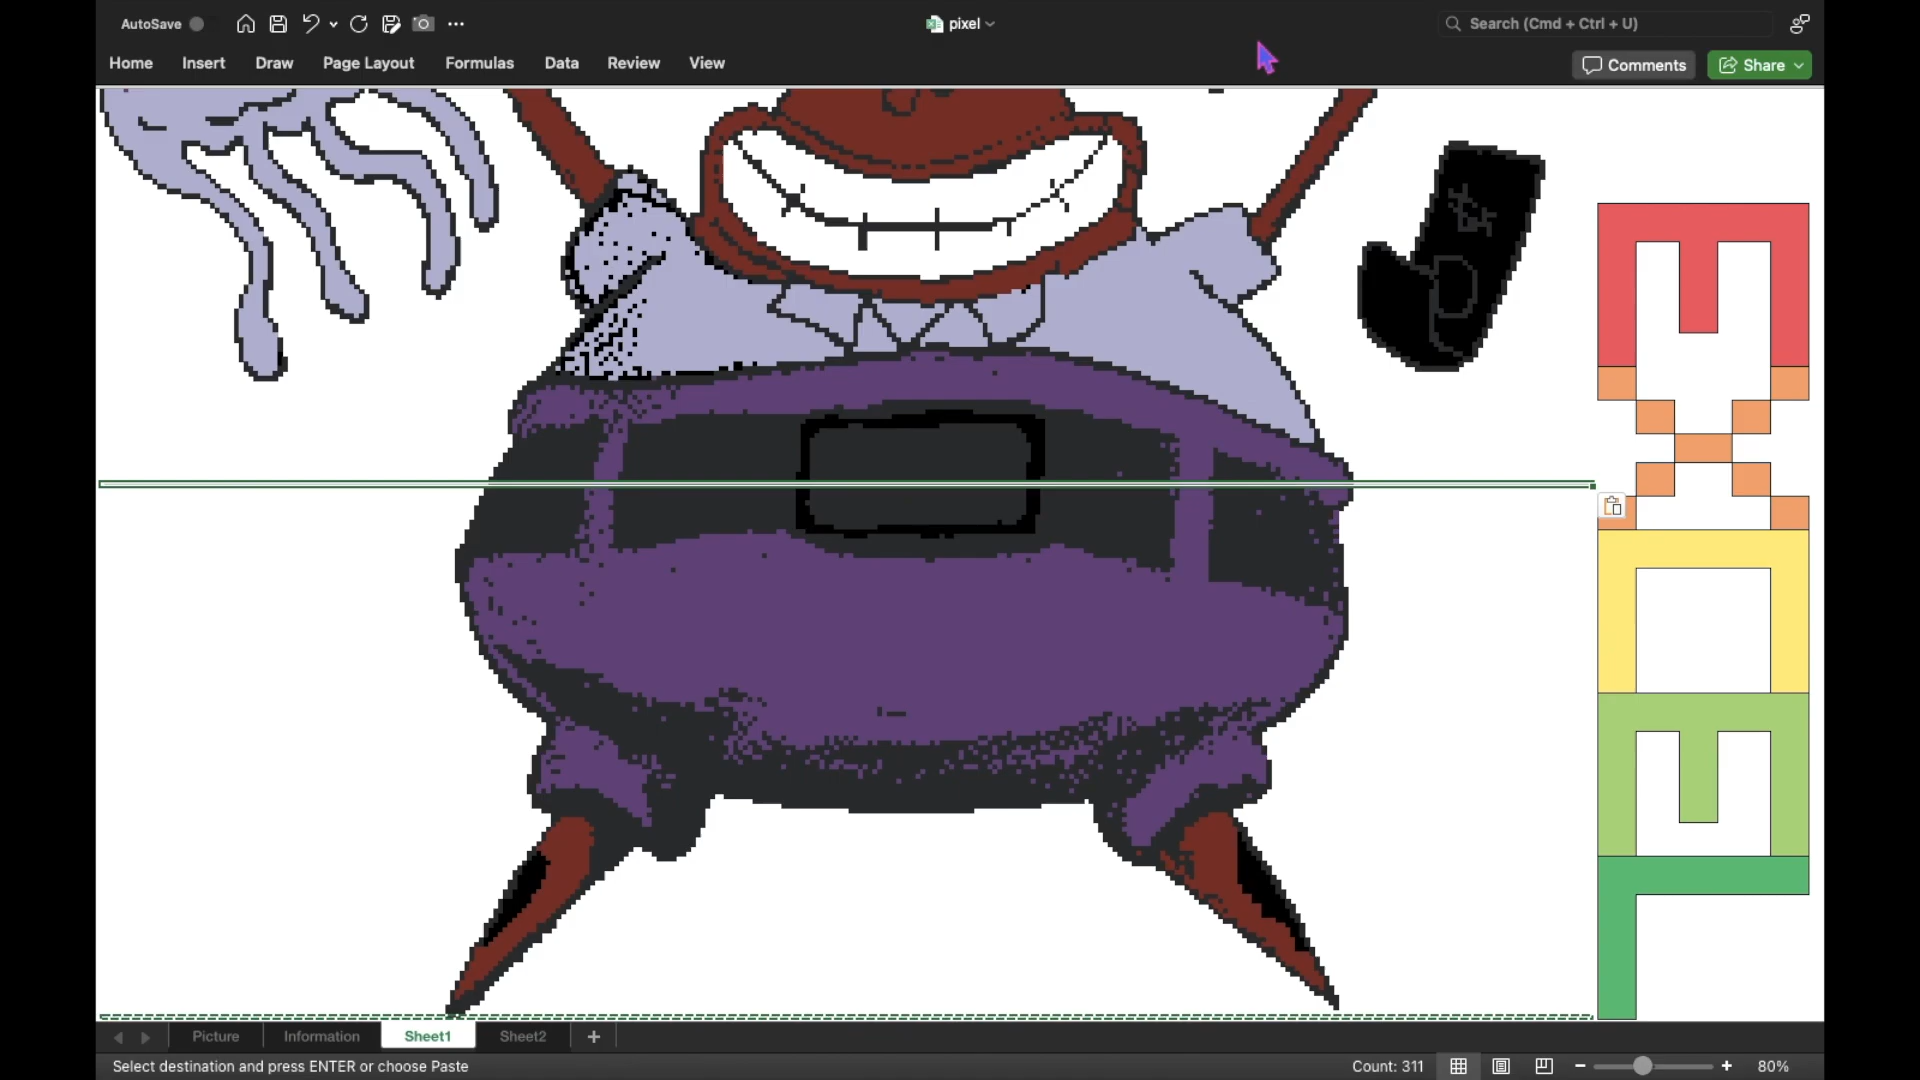 AutoSave
pixel
Search (Cmd + Ctrl + U)
Home Insert Draw Page Layout Formulas Data Review View
Comments Share
E
X
C
E
L
Picture Information Sheet1 Sheet2
Select destination and press ENTER or choose Paste
Count: 311
80%